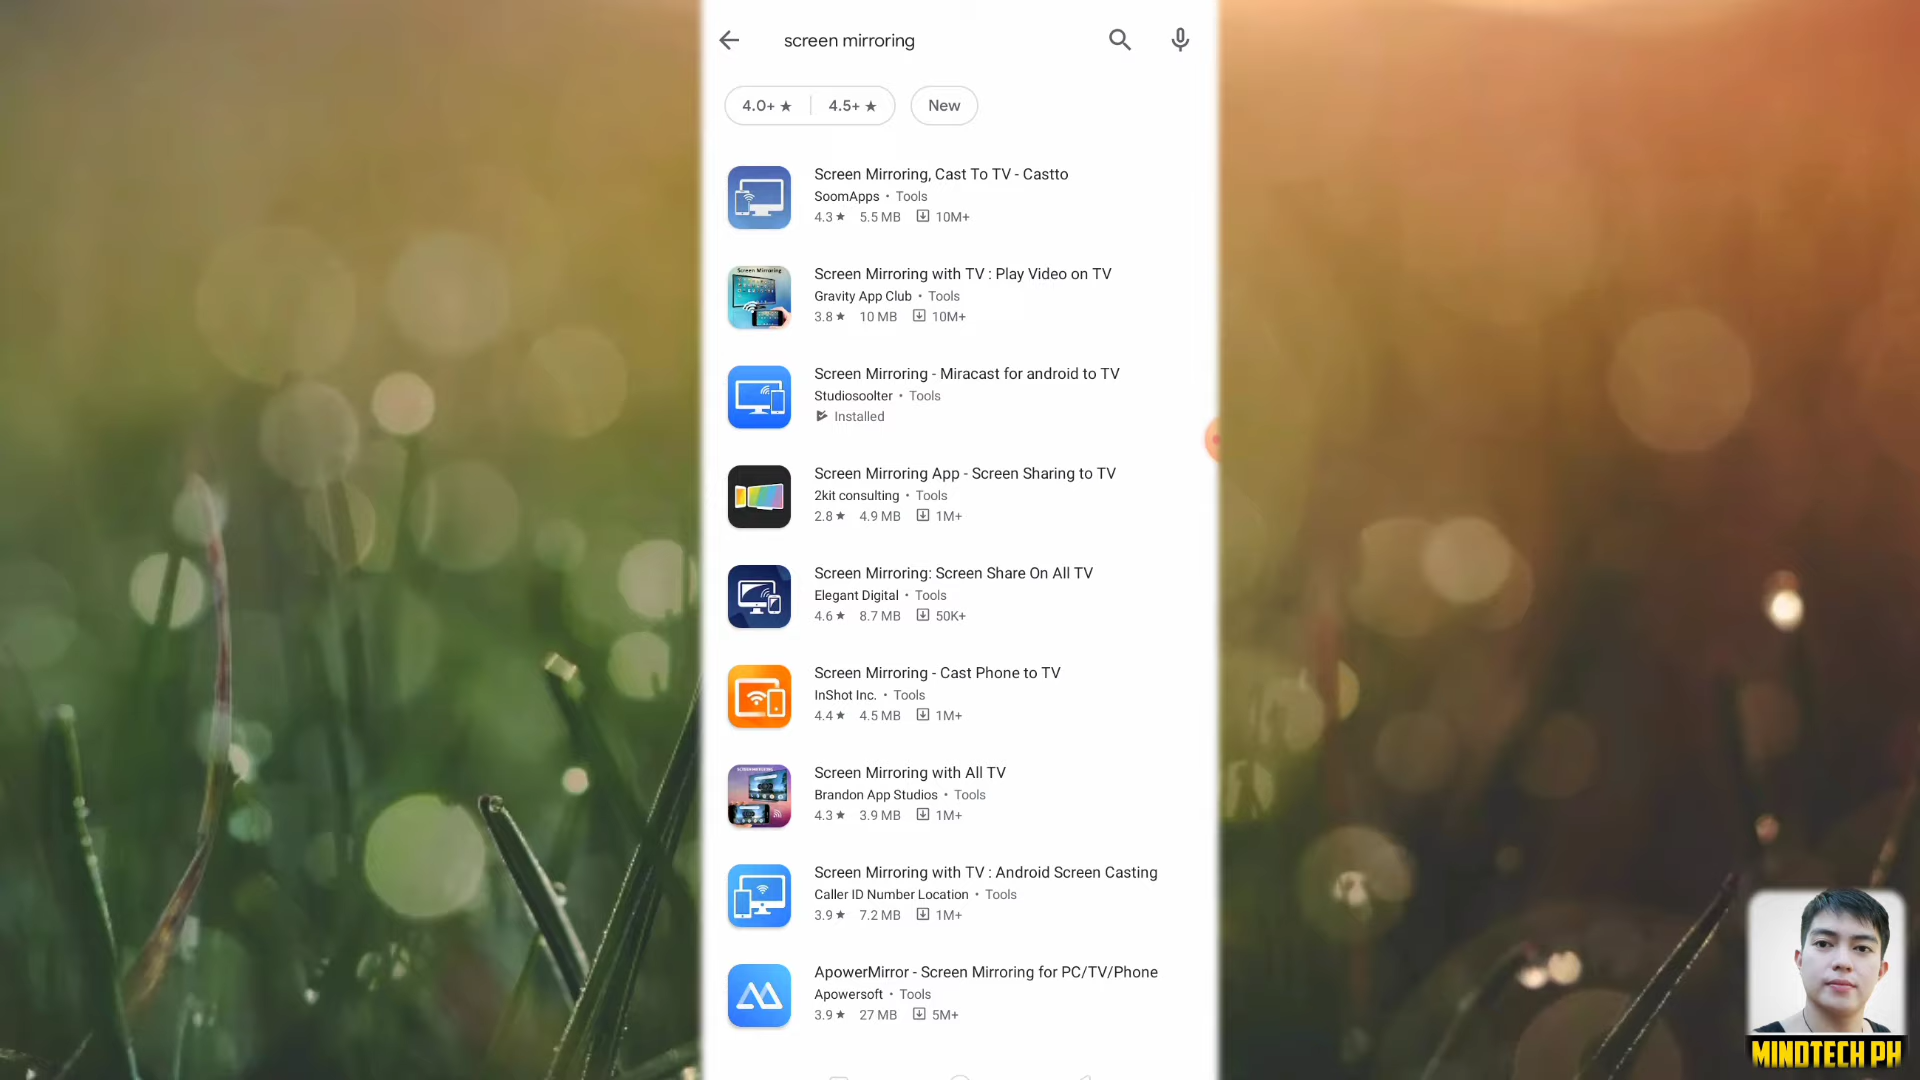 screen mirroring
4.0+ ★ 4.5+ ★ New
Screen Mirroring, Cast To TV - Castto
SoomApps • Tools
4.3 ★ 5.5 MB 10M+
Screen Mirroring
Screen Mirroring with TV : Play Video on TV
Gravity App Club • Tools
3.8 ★ 10 MB 10M+
Screen Mirroring - Miracast for android to TV
Studiosoolter • Tools
Installed
Screen Mirroring App - Screen Sharing to TV
2kit consulting • Tools
2.8 ★ 4.9 MB 1M+
Screen Mirroring: Screen Share On All TV
Elegant Digital • Tools
4.6 ★ 8.7 MB 50K+
Screen Mirroring - Cast Phone to TV
InShot Inc. • Tools
4.4 ★ 4.5 MB 1M+
Screen Mirroring with All TV
Brandon App Studios • Tools
4.3 ★ 3.9 MB 1M+
Screen Mirroring with TV : Android Screen Casting
Caller ID Number Location • Tools
3.9 ★ 7.2 MB 1M+
ApowerMirror - Screen Mirroring for PC/TV/Phone
Apowersoft • Tools
3.9 ★ 27 MB 5M+
MINDTECH PH